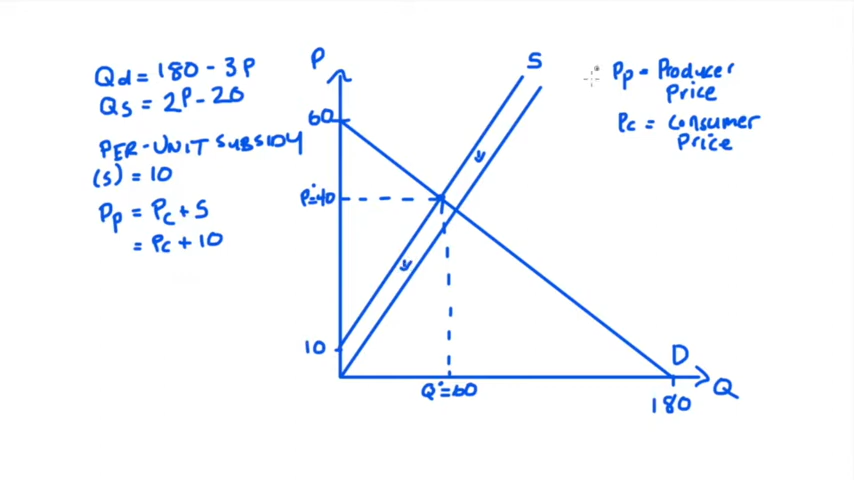 Qd = 180 - 3P
Qs = 2P - 20
PER-UNIT SUBSIDY
(s) = 10
Pp = Pc + S
= Pc + 10
P
60
P*=40
10
Q*=60
S
D
Q
180
Pp = Producer
Price
Pc = Consumer
Price